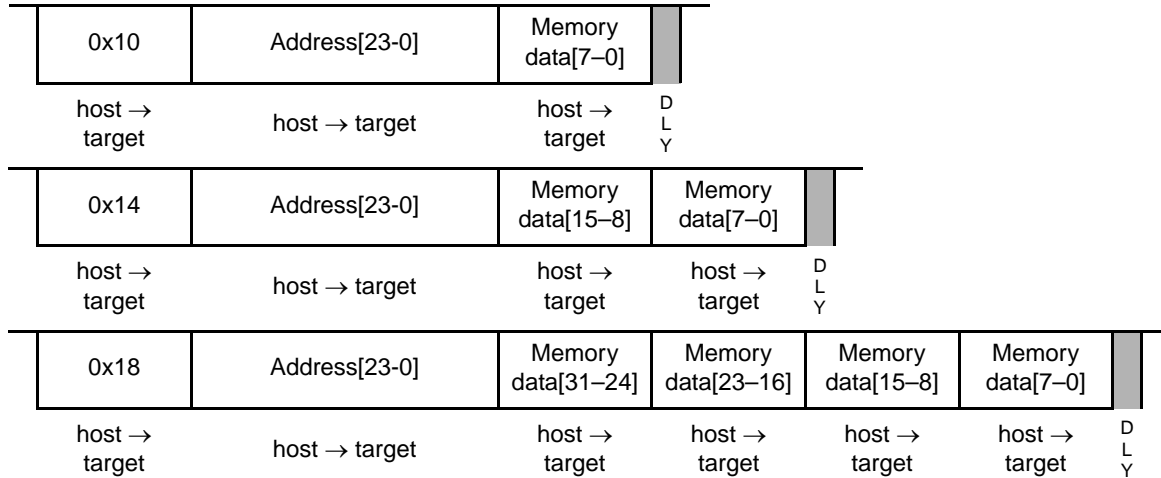 0x10 Address[23-0] Memory
data[7–0]
host → target host → target host → target D L Y
0x14 Address[23-0] Memory data[15–8] Memory data[7–0]
host → target host → target host → target host → target D L Y
0x18 Address[23-0] Memory data[31–24] Memory data[23–16] Memory data[15–8] Memory data[7–0]
host → target host → target host → target host → target host → target host → target D L Y